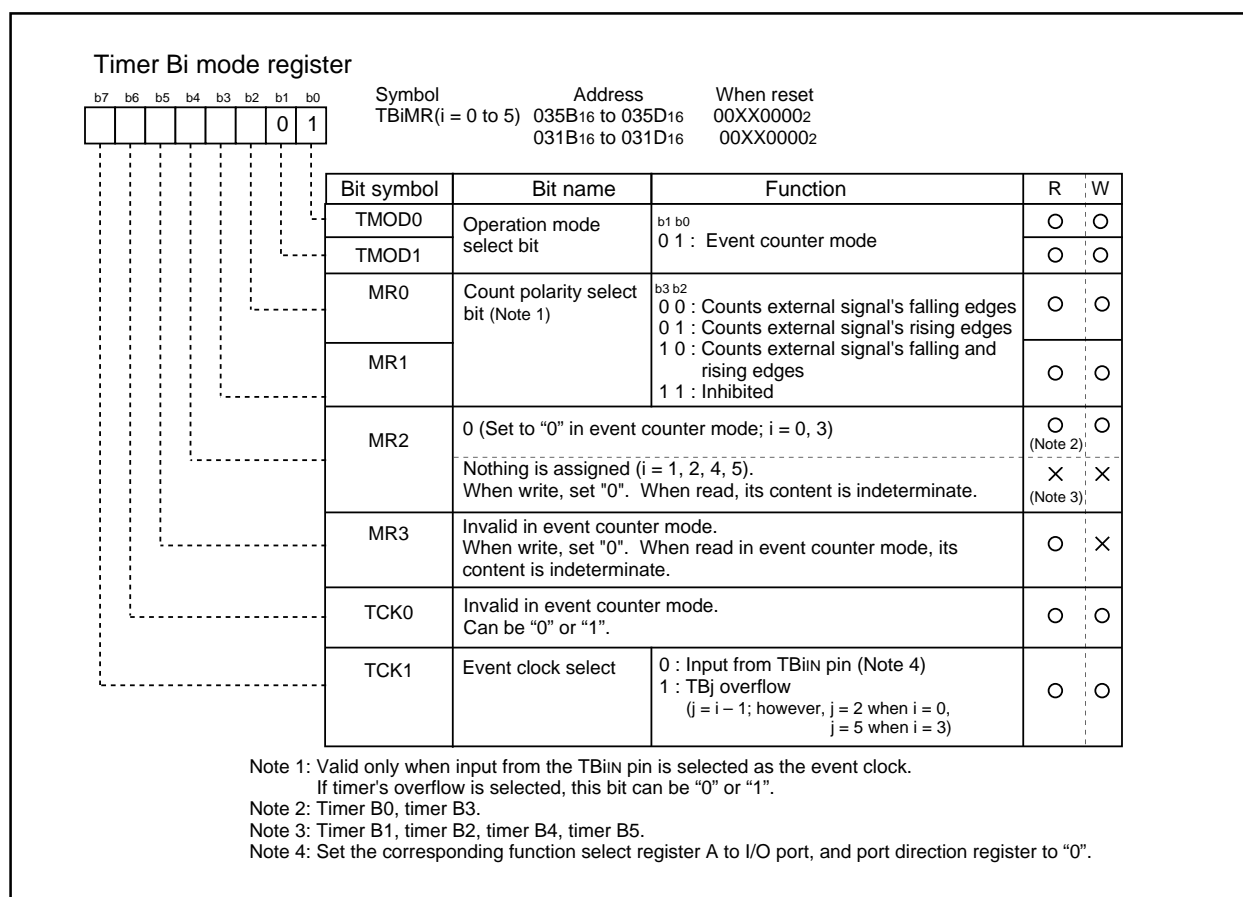 Timer Bi mode register
b7 b6 b5 b4 b3 b2 b1 b0
0 1
Symbol Address When reset
TBiMR(i = 0 to 5) 035B16 to 035D16 00XX00002
031B16 to 031D16 00XX00002
Bit symbol Bit name Function R W
TMOD0 Operation mode select bit b1 b0
0 1 : Event counter mode
TMOD1
MR0 Count polarity select bit (Note 1) b3 b2
0 0 : Counts external signal's falling edges
0 1 : Counts external signal's rising edges
1 0 : Counts external signal's falling and
rising edges
1 1 : Inhibited
MR1
MR2 0 (Set to “0” in event counter mode; i = 0, 3)
(Note 2)
Nothing is assigned (i = 1, 2, 4, 5).
When write, set "0". When read, its content is indeterminate.
(Note 3)
MR3 Invalid in event counter mode.
When write, set "0". When read in event counter mode, its
content is indeterminate.
TCK0 Invalid in event counter mode.
Can be “0” or “1”.
TCK1 Event clock select 0 : Input from TBiIN pin (Note 4)
1 : TBj overflow
(j = i – 1; however, j = 2 when i = 0,
j = 5 when i = 3)
Note 1: Valid only when input from the TBiIN pin is selected as the event clock.
If timer's overflow is selected, this bit can be “0” or “1”.
Note 2: Timer B0, timer B3.
Note 3: Timer B1, timer B2, timer B4, timer B5.
Note 4: Set the corresponding function select register A to I/O port, and port direction register to “0”.